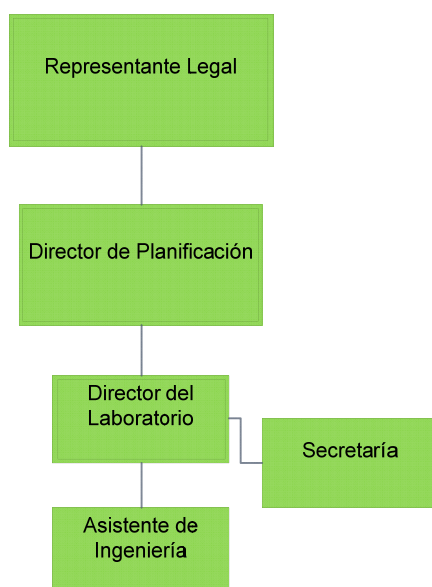 Representante Legal
Director de Planificación
Director del
Laboratorio
Secretaría
Asistente de
Ingeniería